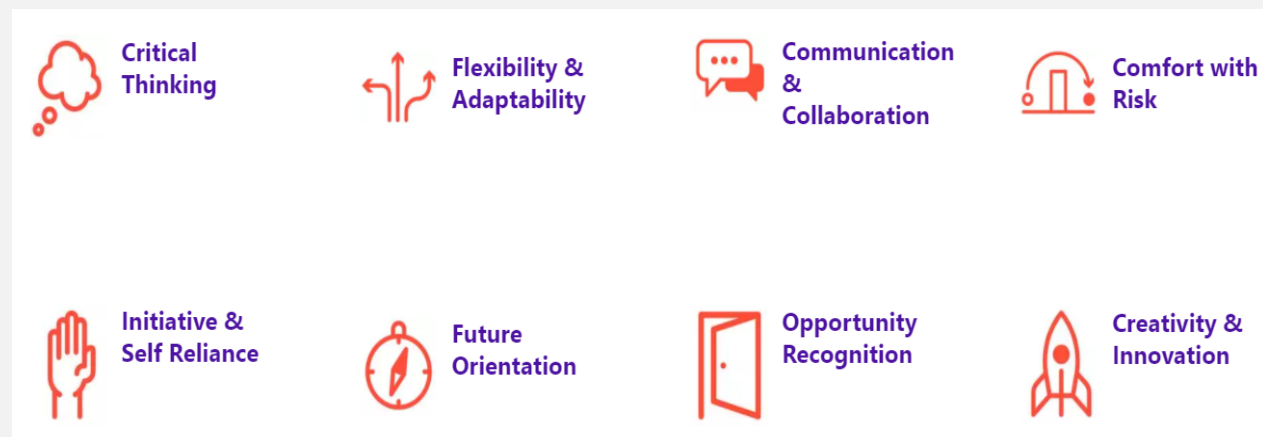 Critical
Thinking
Flexibility &
Adaptability
Communication
&
Collaboration
Comfort with
Risk
Initiative &
Self Reliance
Future
Orientation
Opportunity
Recognition
Creativity &
Innovation